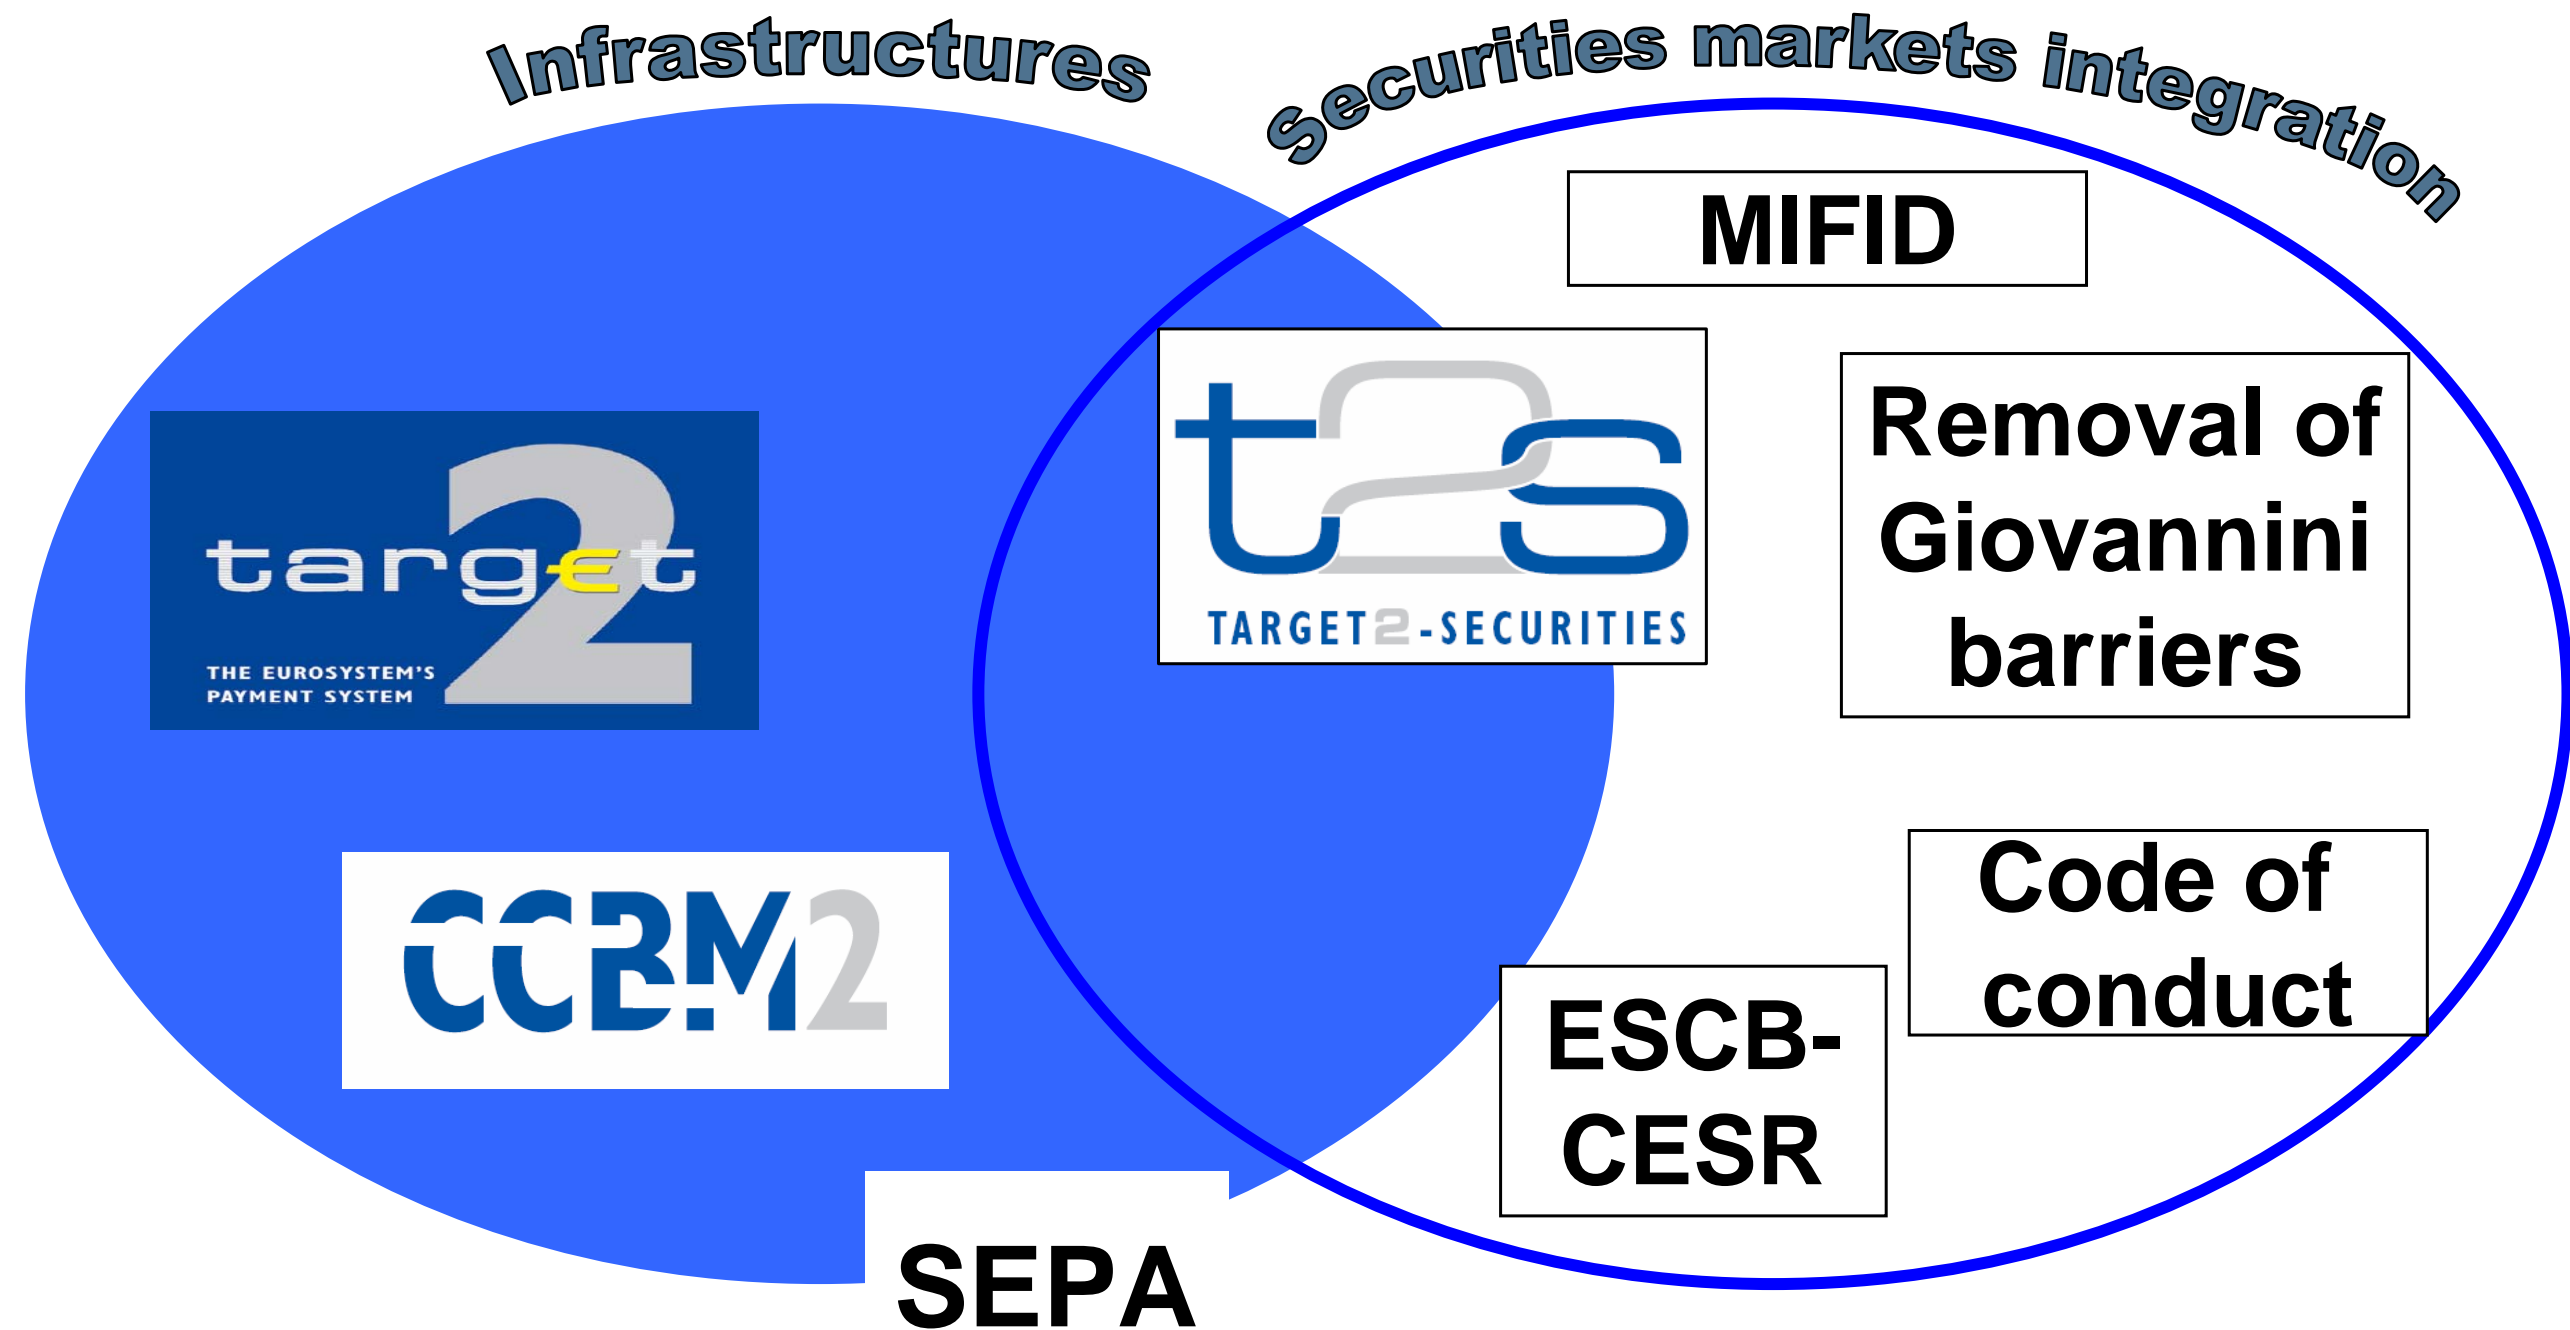 Infrastructures
Securities markets integration
MIFID
t2s
TARGET2-SECURITIES
Removal of
Giovannini
barriers
target
2
THE EUROSYSTEM'S
PAYMENT SYSTEM
CCBM2
Code of
conduct
ESCB-
CESR
SEPA